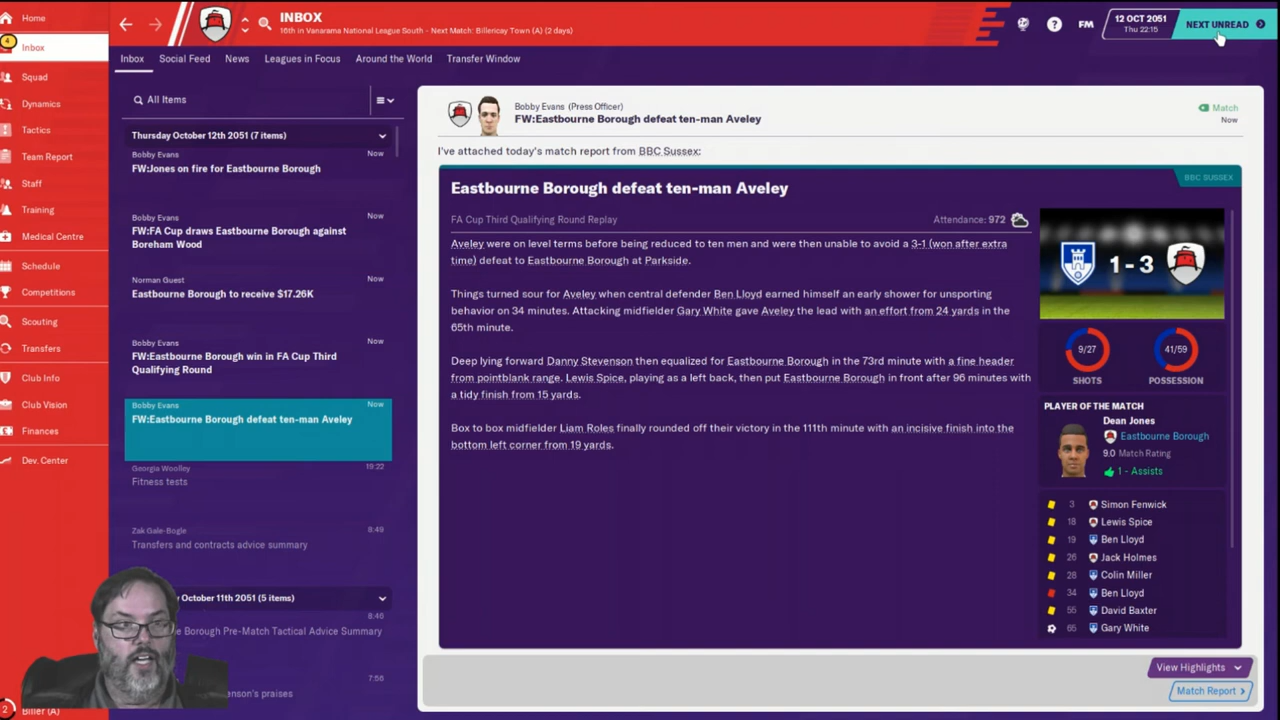 Home
4
Inbox
Squad
Dynamics
Tactics
Team Report
Staff
Training
Medical Centre
Schedule
Competitions
Scouting
Transfers
Club Info
Club Vision
Finances
Dev. Center
2
Biller (A)
INBOX
16th in Vanarama National League South - Next Match: Billericay Town (A) (2 days)
? FM
12 OCT 2051
Thu 22:15
NEXT UNREAD
Inbox Social Feed News Leagues in Focus Around the World Transfer Window
All Items
Thursday October 12th 2051 (7 items)
Bobby Evans Now
FW:Jones on fire for Eastbourne Borough
Bobby Evans Now
FW:FA Cup draws Eastbourne Borough against
Boreham Wood
Norman Guest Now
Eastbourne Borough to receive $17.26K
Bobby Evans Now
FW:Eastbourne Borough win in FA Cup Third
Qualifying Round
Bobby Evans Now
FW:Eastbourne Borough defeat ten-man Aveley
Georgia Woolley 19:22
Fitness tests
Zak Gale-Bogle 9:49
Transfers and contracts advice summary
October 11th 2051 (5 items)
8:46
ne Borough Pre-Match Tactical Advice Summary
7:56
enson's praises
Bobby Evans (Press Officer)
FW:Eastbourne Borough defeat ten-man Aveley
Match
Now
I've attached today's match report from BBC Sussex:
BBC SUSSEX
Eastbourne Borough defeat ten-man Aveley
FA Cup Third Qualifying Round Replay Attendance: 972
Aveley were on level terms before being reduced to ten men and were then unable to avoid a 3-1 (won after extra
time) defeat to Eastbourne Borough at Parkside.
Things turned sour for Aveley when central defender Ben Lloyd earned himself an early shower for unsporting
behavior on 34 minutes. Attacking midfielder Gary White gave Aveley the lead with an effort from 24 yards in the
65th minute.
Deep lying forward Danny Stevenson then equalized for Eastbourne Borough in the 73rd minute with a fine header
from pointblank range. Lewis Spice, playing as a left back, then put Eastbourne Borough in front after 96 minutes with
a tidy finish from 15 yards.
Box to box midfielder Liam Roles finally rounded off their victory in the 111th minute with an incisive finish into the
bottom left corner from 19 yards.
1 - 3
9/27 41/59
SHOTS POSSESSION
PLAYER OF THE MATCH
Dean Jones
Eastbourne Borough
9.0 Match Rating
1 - Assists
3 Simon Fenwick
18 Lewis Spice
19 Ben Lloyd
26 Jack Holmes
28 Colin Miller
34 Ben Lloyd
55 David Baxter
65 Gary White
View Highlights
Match Report